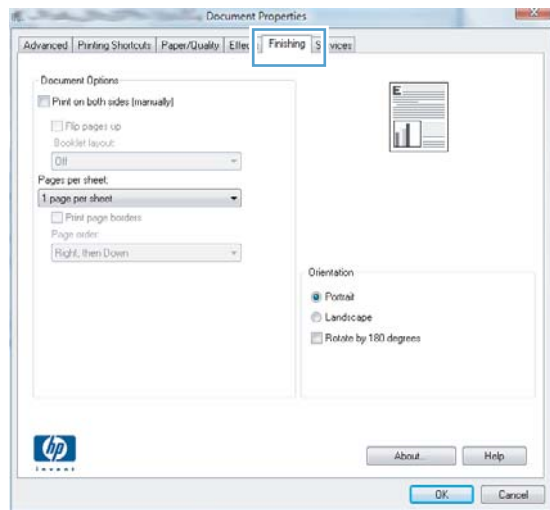 Document Properties
Advanced Printing Shortcuts Paper/Quality Finishing
Document Options
Print on both sides (manually)
Flip pages up
Booklet layout:
Off
Pages per sheet:
1 page per sheet
Print page borders
Page order:
Right, then Down
E
Orientation
Portrait
Landscape
Rotate by 180 degrees
hp
invent
About... Help
OK Cancel